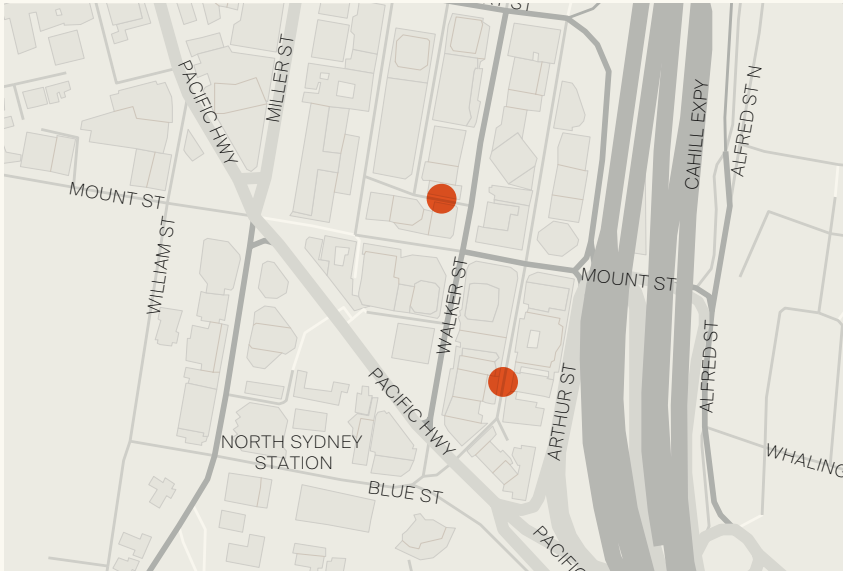 PACIFIC HWY
MILLER ST
CAHILL EXPY
ALFRED ST N
MOUNT ST
WILLIAM ST
WALKER ST
MOUNT ST
ALFRED ST
ARTHUR ST
PACIFIC HWY
NORTH SYDNEY
STATION
BLUE ST
WHALING
PACIFIC